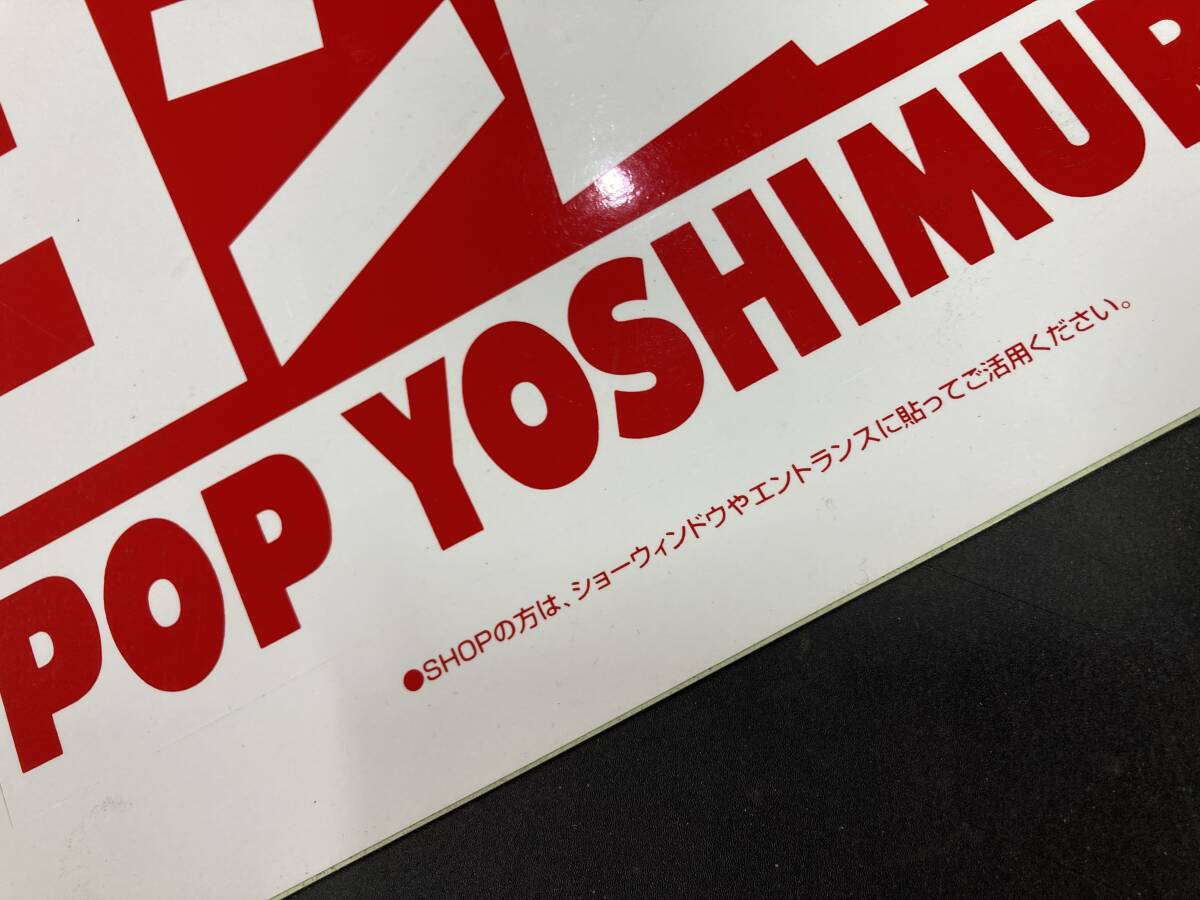 POP YOSHIMUR
●SHOPの方は、ショーウィンドウやエントランスに貼ってご活用ください。